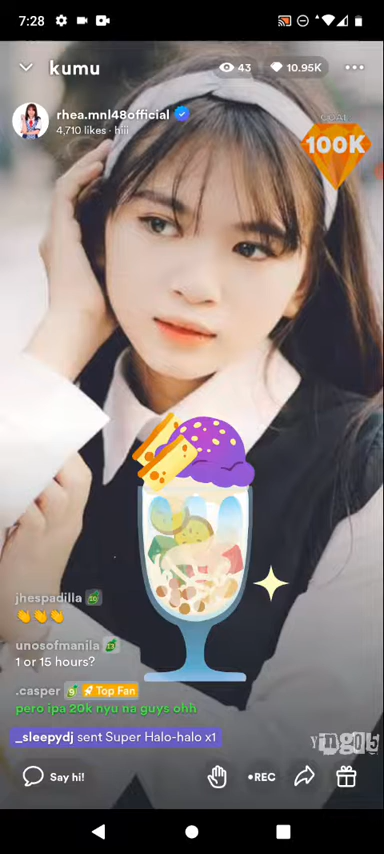 7:28
kumu
43
10.95K
rhea.mnl48official
4,710 likes · hiii
GOAL
100K
jhespadilla
👏👏👏
unosofmanila
1 or 15 hours?
.casper 9 🚀 Top Fan
pero ipa 20k nyu na guys ohh
_sleepydj sent Super Halo-halo x1
Say hi!
•REC